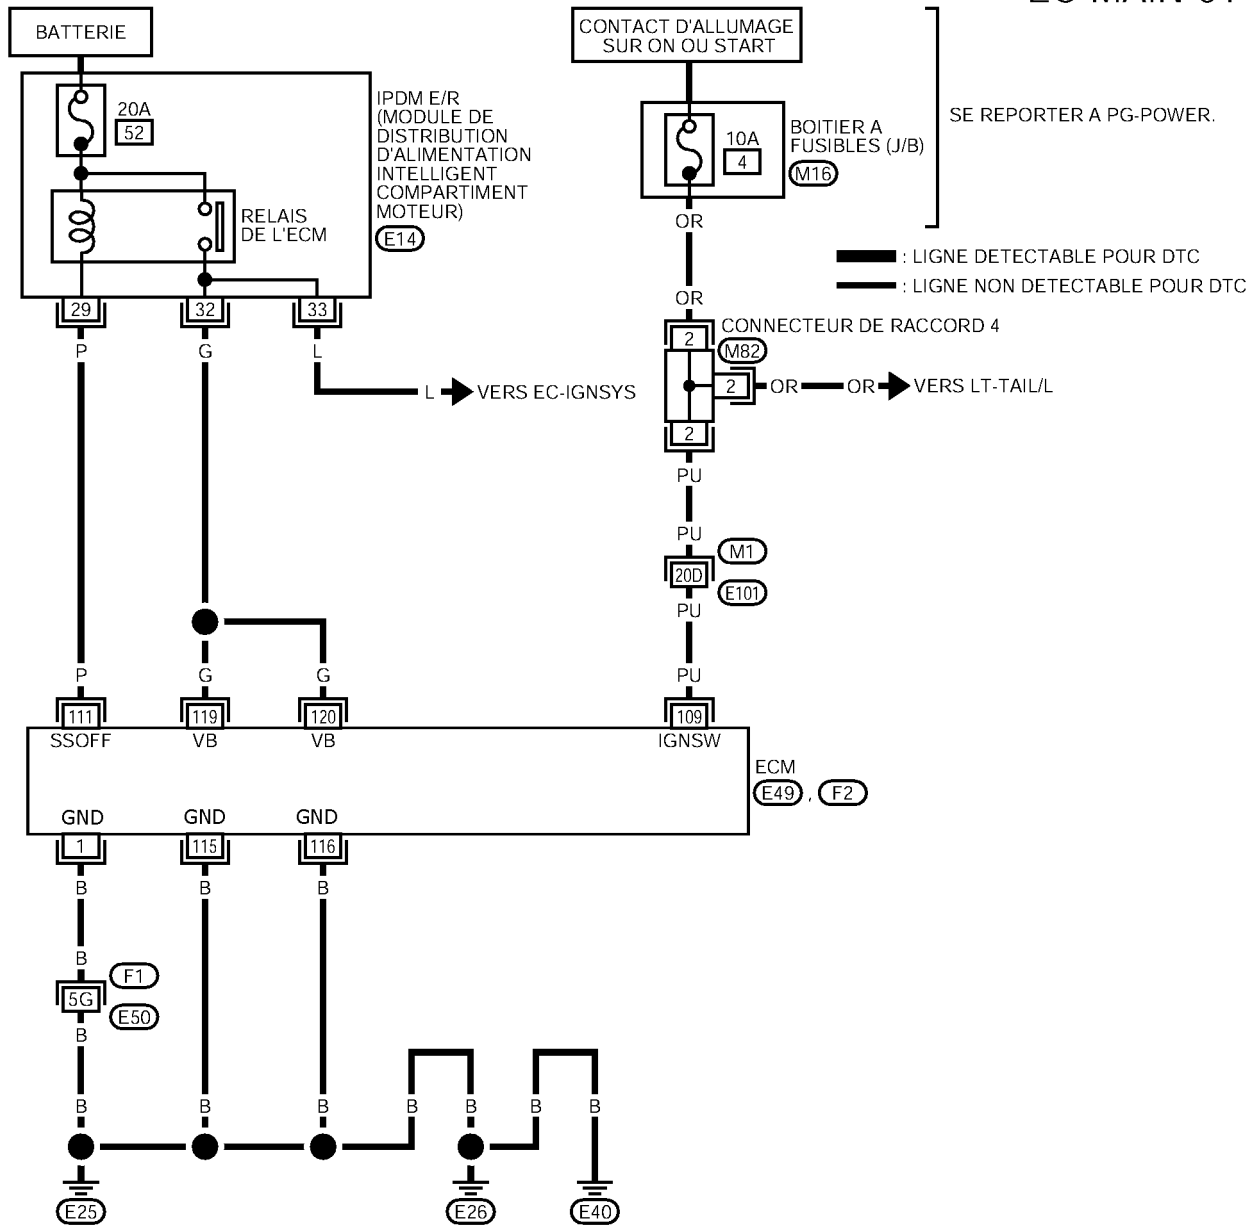 BATTERIE
CONTACT D'ALLUMAGE
SUR ON OU START
20A
52
IPDM E/R
(MODULE DE
DISTRIBUTION
D'ALIMENTATION
INTELLIGENT
COMPARTIMENT
MOTEUR)
E14
RELAIS
DE L'ECM
10A
4
BOITIER A
FUSIBLES (J/B)
M16
SE REPORTER A PG-POWER.
OR
: LIGNE DETECTABLE POUR DTC
: LIGNE NON DETECTABLE POUR DTC
OR
29
32
33
CONNECTEUR DE RACCORD 4
2
M82
P
G
L
2
OR
OR
VERS LT-TAIL/L
L
VERS EC-IGNSYS
2
PU
PU
M1
20D
E101
PU
P
G
G
PU
111
119
120
109
SSOFF
VB
VB
IGNSW
ECM
E49
,
F2
GND
GND
GND
1
115
116
B
B
B
B
F1
5G
E50
B
B
B
B
B
B
B
B
E25
E26
E40